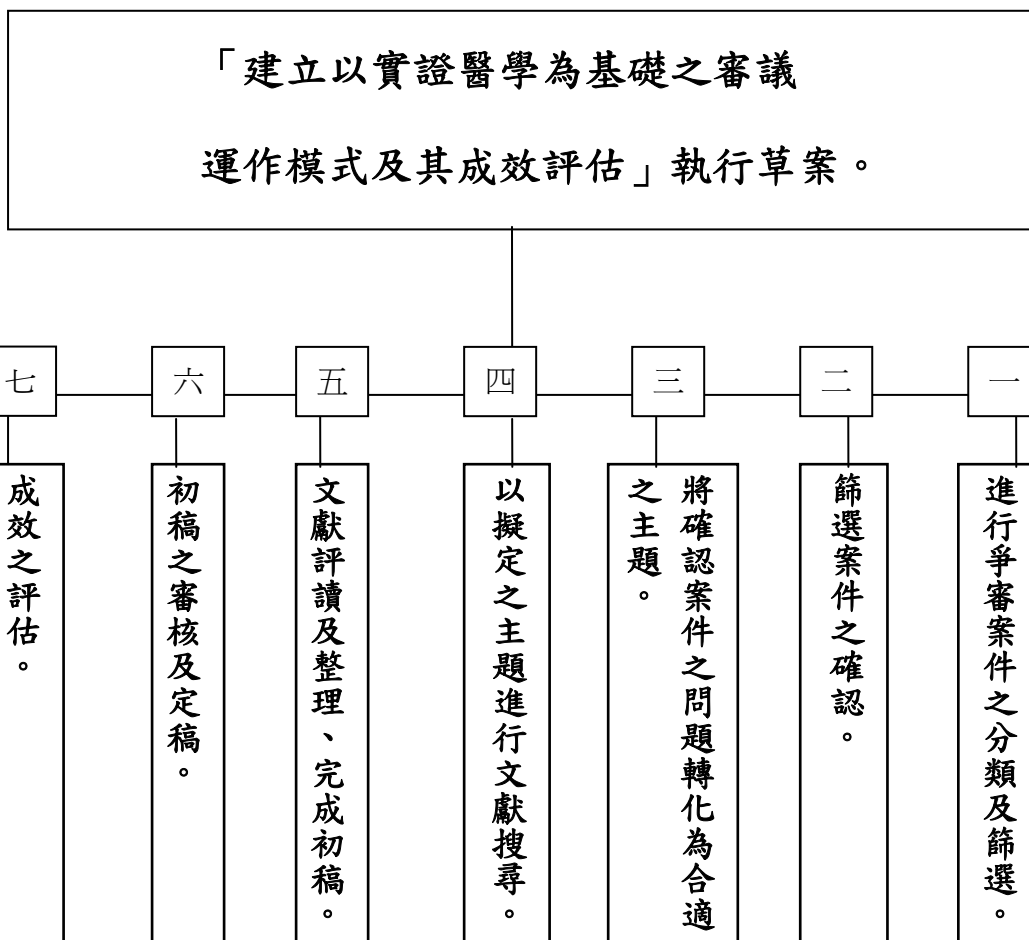 「建立以實證醫學為基礎之審議
運作模式及其成效評估」執行草案。
一
進行爭審案件之分類及篩選。
二
篩選案件之確認。
三
將確認案件之問題轉化為合適
之主題。
四
以擬定之主題進行文獻搜尋。
五
文獻評讀及整理、完成初稿。
六
初稿之審核及定稿。
七
成效之評估。